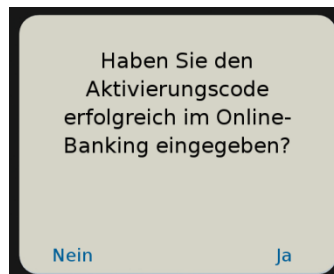 Haben Sie den
Aktivierungscode
erfolgreich im Online-
Banking eingegeben?
Nein Ja